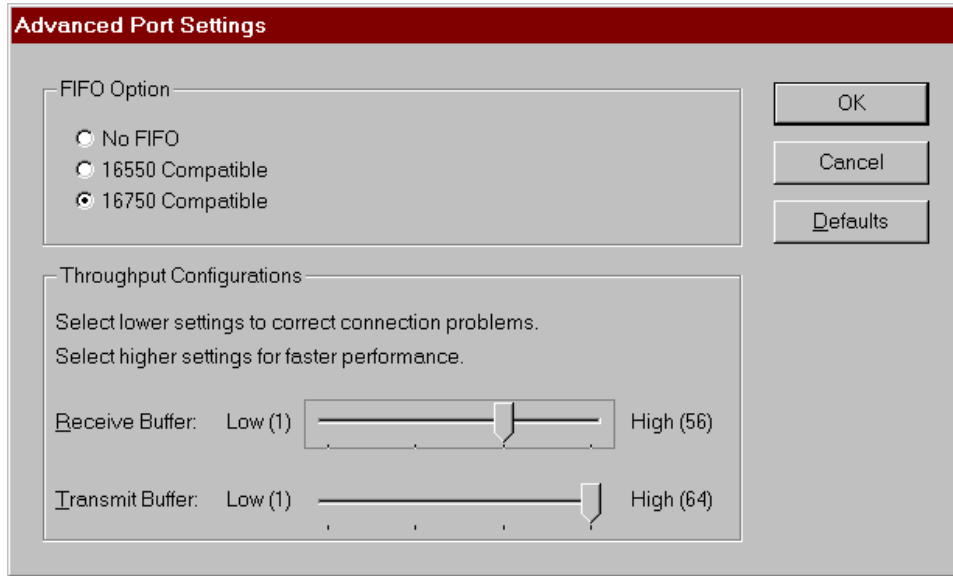 Advanced Port Settings
FIFO Option
No FIFO
16550 Compatible
16750 Compatible
OK
Cancel
Defaults
Throughput Configurations
Select lower settings to correct connection problems.
Select higher settings for faster performance.
Receive Buffer: Low (1) High (56)
Transmit Buffer: Low (1) High (64)